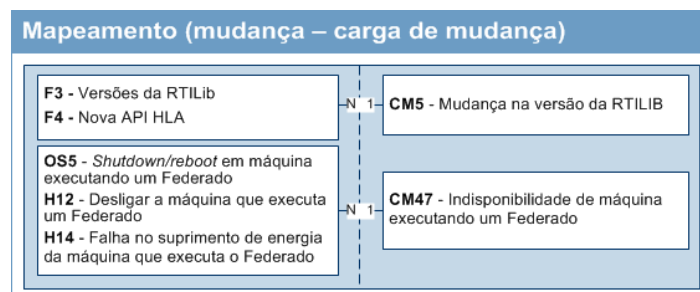 Mapeamento (mudança – carga de mudança)
F3 - Versões da RTILib
F4 - Nova API HLA
N 1
CM5 - Mudança na versão da RTILIB
OS5 - Shutdown/reboot em máquina
executando um Federado
H12 - Desligar a máquina que executa
um Federado
H14 - Falha no suprimento de energia
da máquina que executa o Federado
N 1
CM47 - Indisponibilidade de máquina
executando um Federado